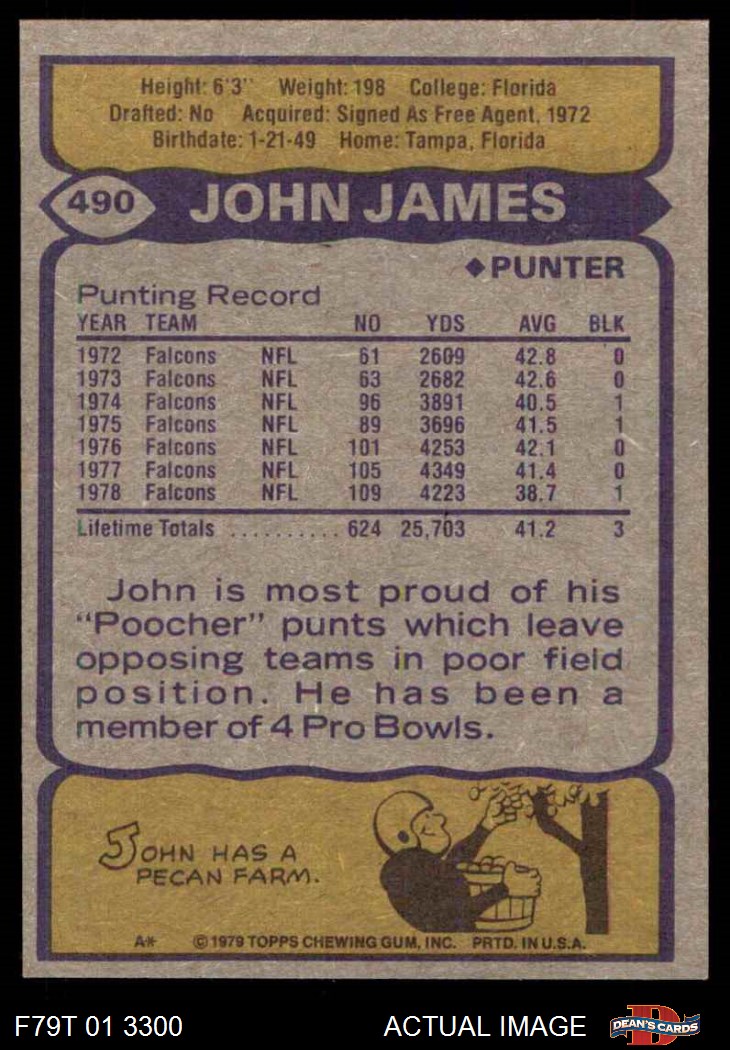 Height: 6'3" Weight: 198 College: Florida
Drafted: No Acquired: Signed As Free Agent, 1972
Birthdate: 1-21-49 Home: Tampa, Florida
490 JOHN JAMES
◆PUNTER
Punting Record
YEAR TEAM NO YDS AVG BLK
1972 Falcons NFL 61 2609 42.8 0
1973 Falcons NFL 63 2682 42.6 0
1974 Falcons NFL 96 3891 40.5 1
1975 Falcons NFL 89 3696 41.5 1
1976 Falcons NFL 101 4253 42.1 0
1977 Falcons NFL 105 4349 41.4 0
1978 Falcons NFL 109 4223 38.7 1
Lifetime Totals .......... 624 25,703 41.2 3
John is most proud of his
"Poocher" punts which leave
opposing teams in poor field
position. He has been a
member of 4 Pro Bowls.
JOHN HAS A
PECAN FARM.
A* ©1979 TOPPS CHEWING GUM, INC. PRTD. IN U.S.A.
F79T 01 3300 ACTUAL IMAGE D DEAN'S CARDS